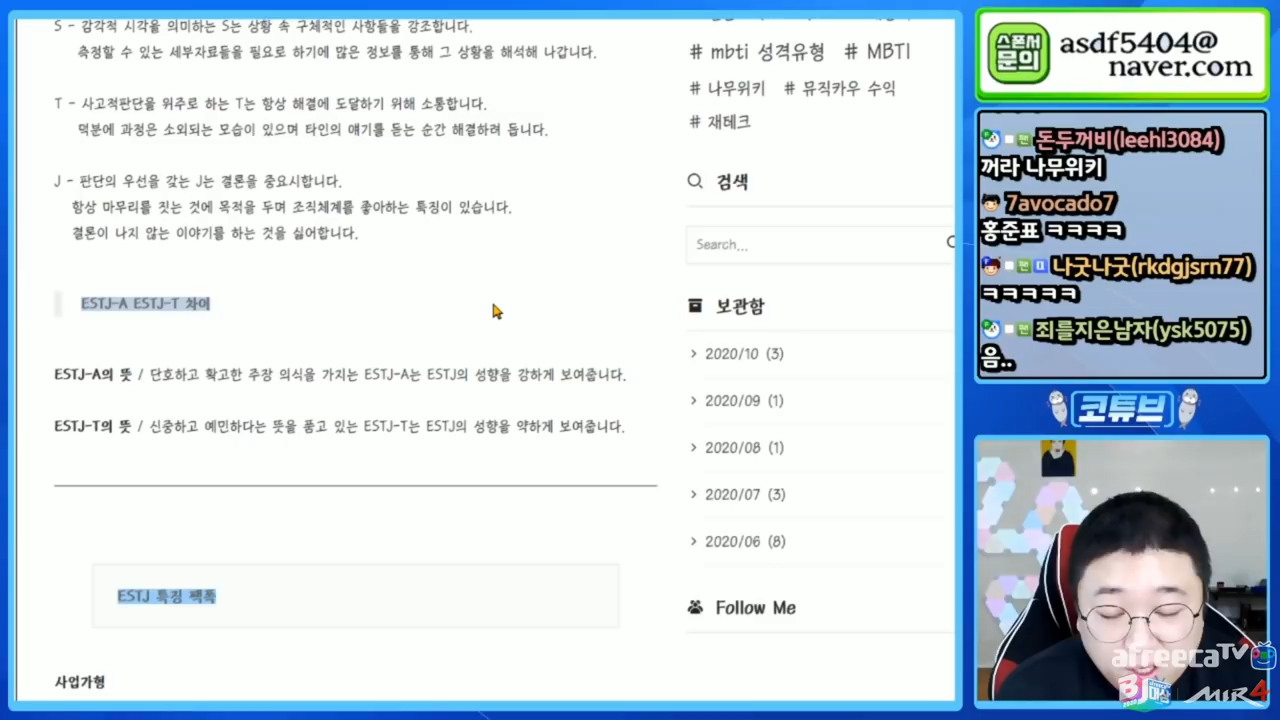 S - 감각적 시각을 의미하는 S는 상황 속 구체적인 사항들을 강조합니다.
측정할 수 있는 세부자료들을 필요로 하기에 많은 정보를 통해 그 상황을 해석해 나갑니다.
T - 사고적판단을 위주로 하는 T는 항상 해결에 도달하기 위해 소통합니다.
덕분에 과정은 소외되는 모습이 있으며 타인의 얘기를 듣는 순간 해결하려 듭니다.
J - 판단의 우선을 갖는 J는 결론을 중요시합니다.
항상 마무리를 짓는 것에 목적을 두며 조직체계를 좋아하는 특징이 있습니다.
결론이 나지 않는 이야기를 하는 것을 싫어합니다.
ESTJ-A ESTJ-T 차이
ESTJ-A의 뜻 / 단호하고 확고한 주장 의식을 가지는 ESTJ-A는 ESTJ의 성향을 강하게 보여줍니다.
ESTJ-T의 뜻 / 신중하고 예민하다는 뜻을 품고 있는 ESTJ-T는 ESTJ의 성향을 약하게 보여줍니다.
ESTJ 특징 팩폭
사업가형
# mbti 성격유형 # MBTI
# 나무위키 # 뮤직카우 수익
# 재테크
검색
Search...
보관함
2020/10 (3)
2020/09 (1)
2020/08 (1)
2020/07 (3)
2020/06 (8)
Follow Me
스폰서
문의
asdf5404@
naver.com
팬 돈두꺼비(leehl3084)
꺼라 나무위키
7avocado7
홍준표 ㅋㅋㅋㅋ
팬 나굿나굿(rkdgjsrn77)
ㅋㅋㅋㅋㅋ
팬 죄를지은남자(ysk5075)
음..
코튜브
afreecaTV
BJ대상
MIR4